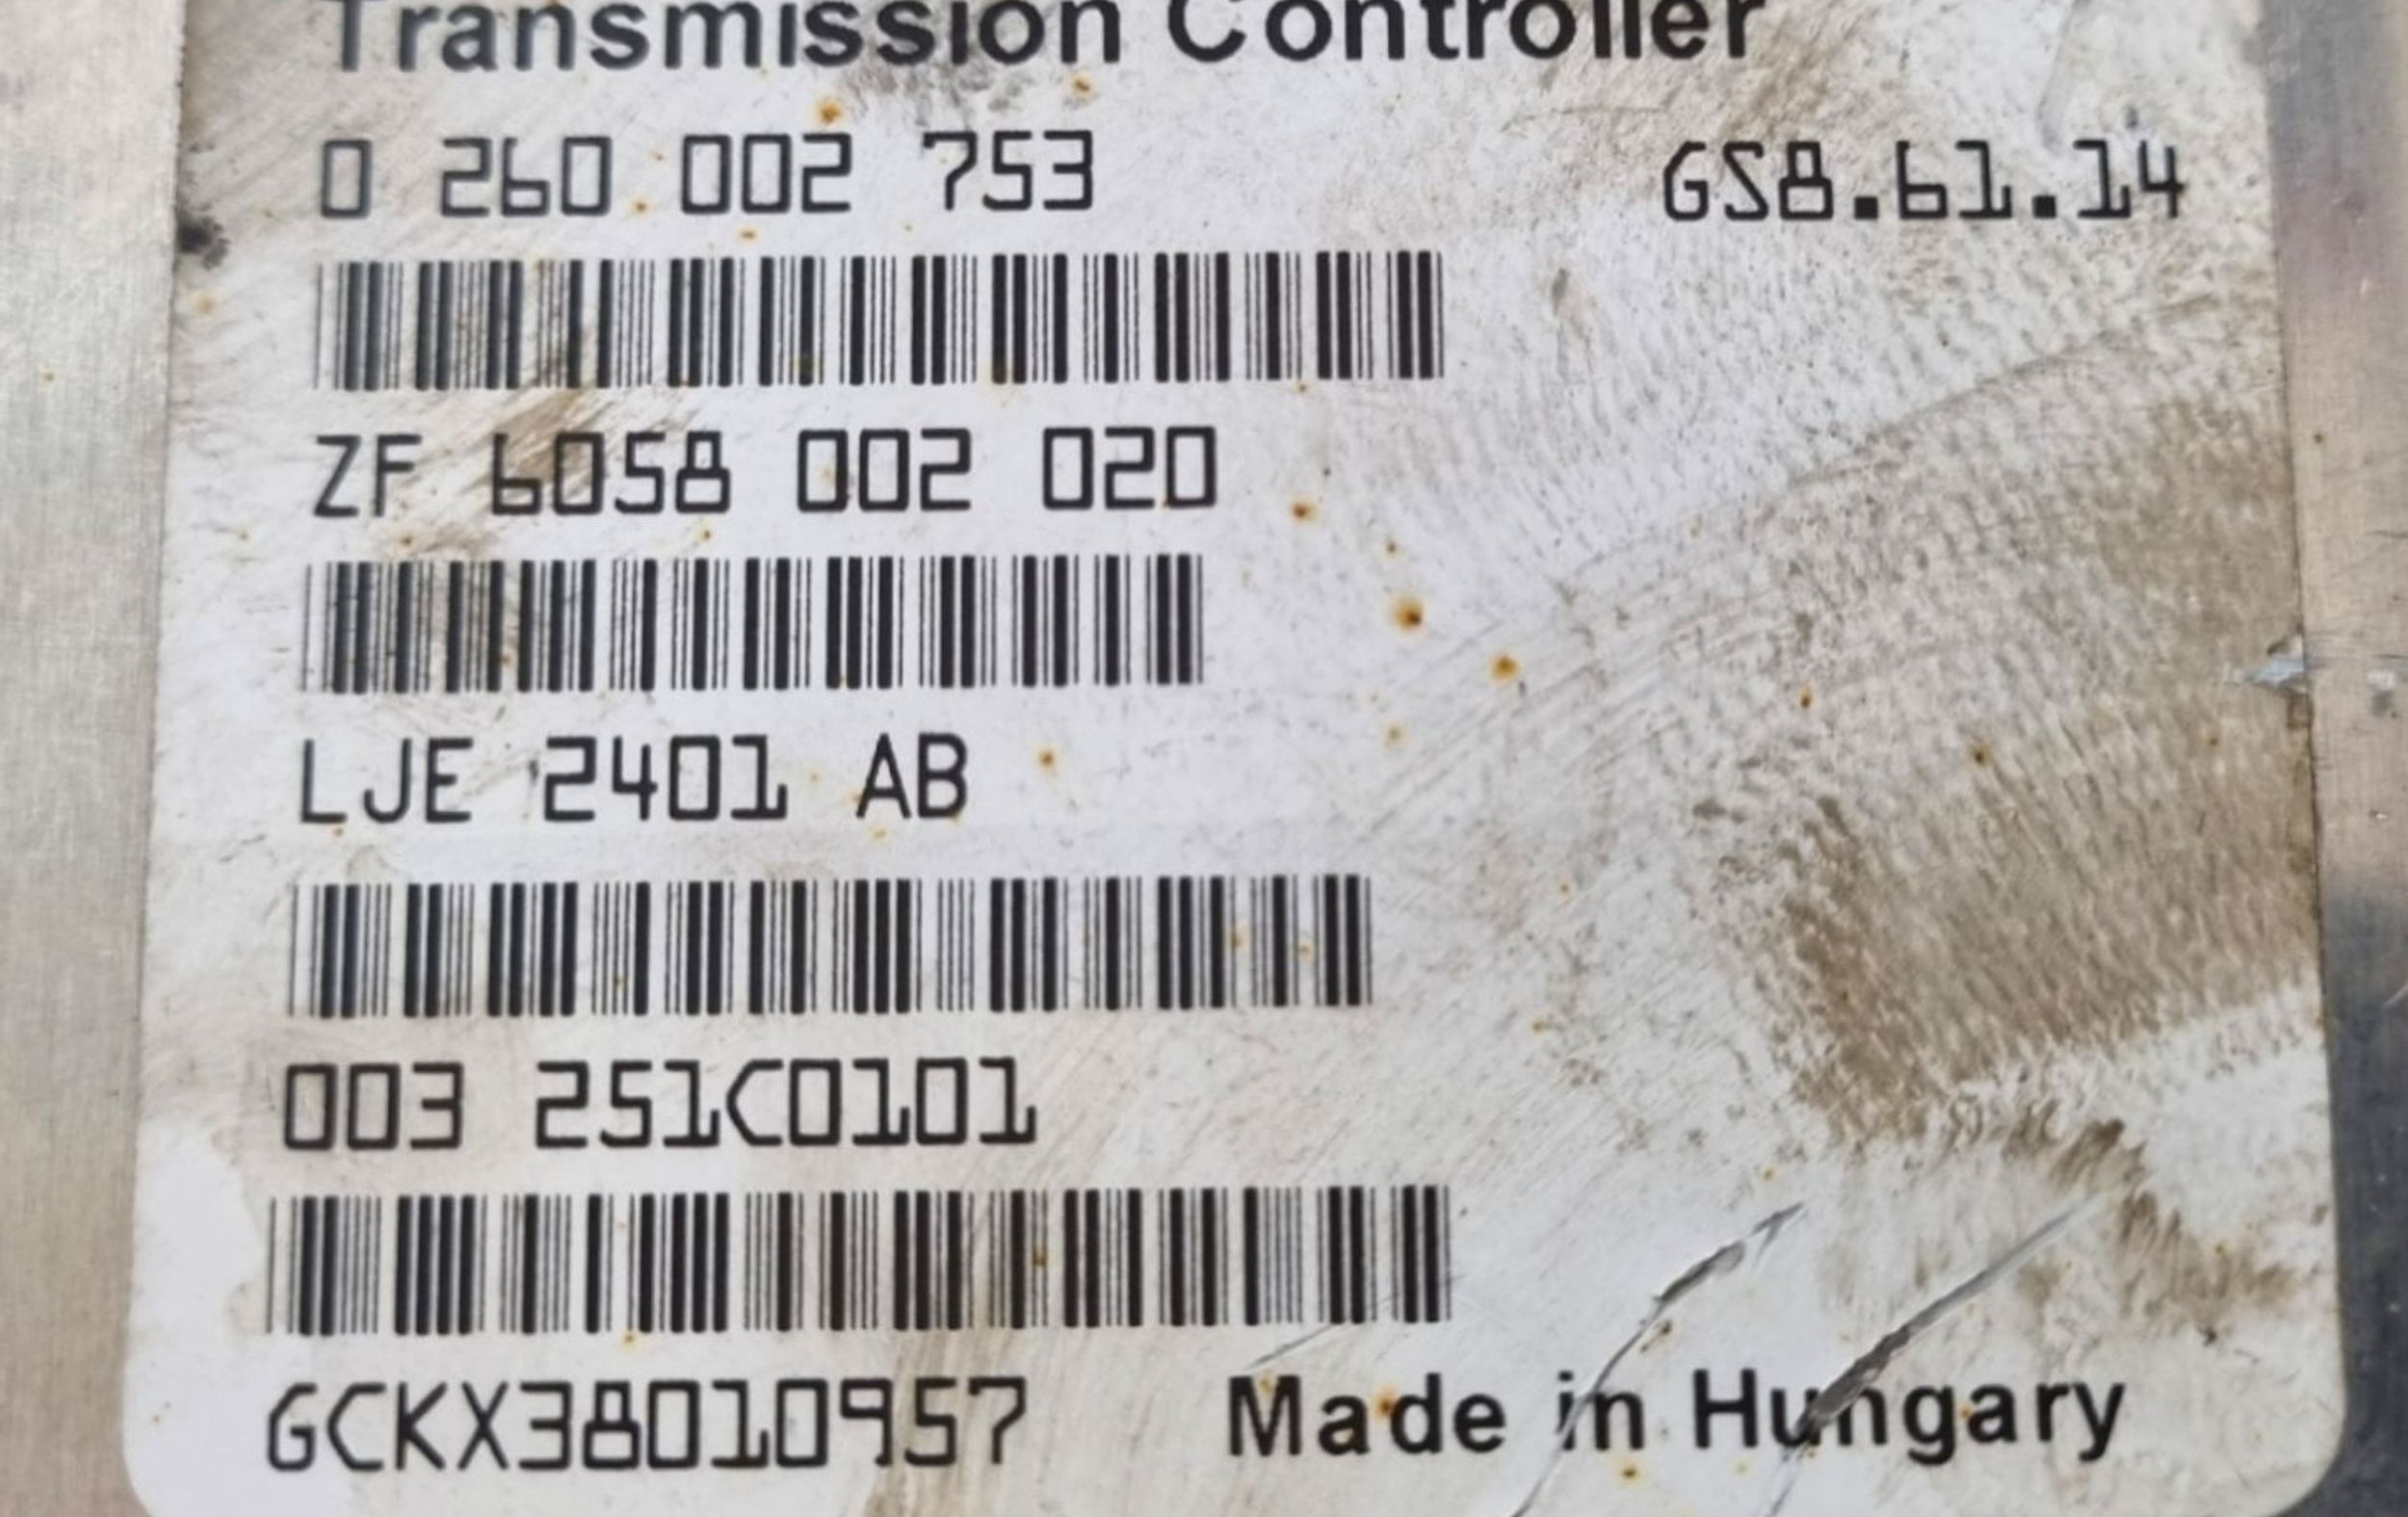 Transmission Controller
0 260 002 753 GS8.61.14
ZF 6058 002 020
LJE 2401 AB
003 251C0101
GCKX38010957 Made in Hungary